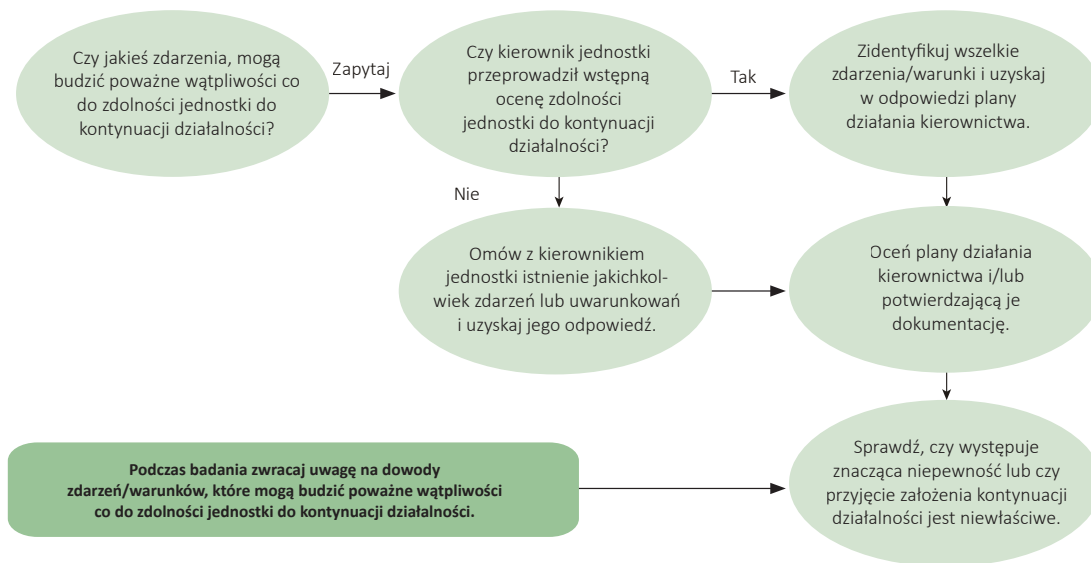 Czy jakieś zdarzenia, mogą
budzić poważne wątpliwości co
do zdolności jednostki do
kontynuacji działalności?
Zapytaj
Czy kierownik jednostki
przeprowadził wstępną
ocenę zdolności
jednostki do kontynuacji
działalności?
Tak
Zidentyfikuj wszelkie
zdarzenia/warunki i uzyskaj
w odpowiedzi plany
działania kierownictwa.
Nie
Omów z kierownikiem
jednostki istnienie jakichkol-
wiek zdarzeń lub uwarunkowań
i uzyskaj jego odpowiedź.
Oceń plany działania
kierownictwa i/lub
potwierdzającą je
dokumentację.
Podczas badania zwracaj uwagę na dowody
zdarzeń/warunków, które mogą budzić poważne wątpliwości
co do zdolności jednostki do kontynuacji działalności.
Sprawdź, czy występuje
znacząca niepewność lub czy
przyjęcie założenia kontynuacji
działalności jest niewłaściwe.